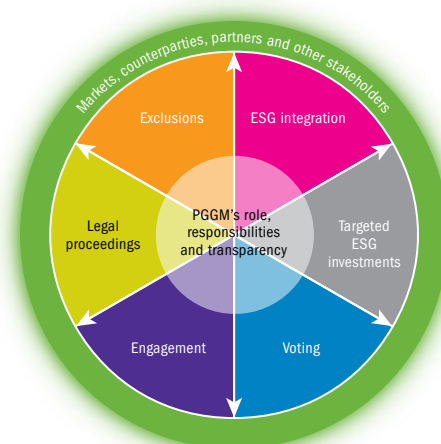 Markets, counterparties, partners and other stakeholders
Exclusions
ESG integration
Legal
proceedings
PGGM's role,
responsibilities
and transparency
Targeted
ESG
investments
Engagement
Voting